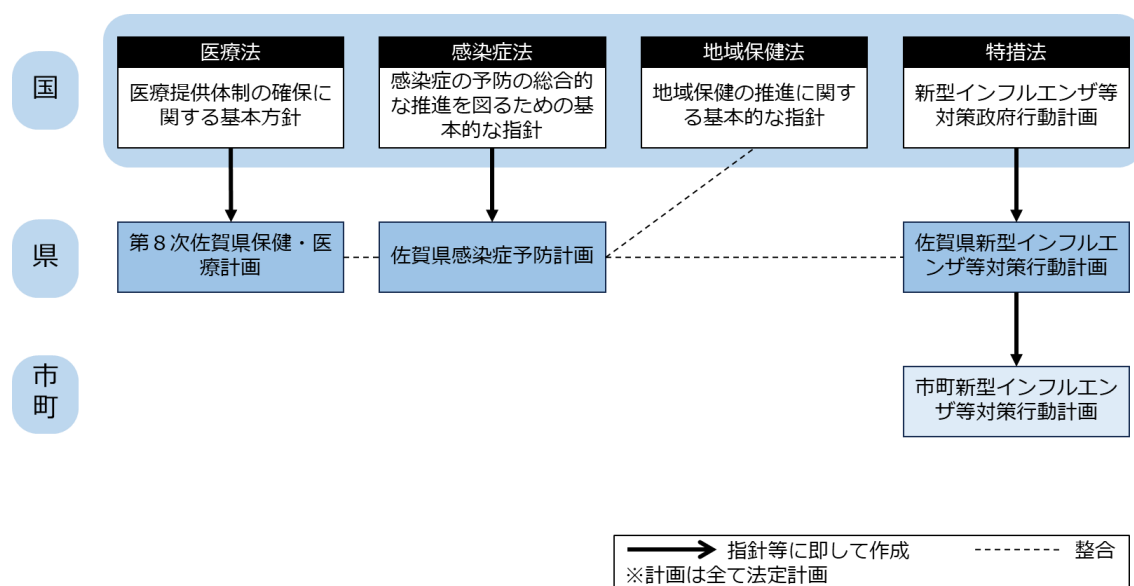 国
医療法
医療提供体制の確保に
関する基本方針
感染症法
感染症の予防の総合的
な推進を図るための基
本的な指針
地域保健法
地域保健の推進に関す
る基本的な指針
特措法
新型インフルエンザ等
対策政府行動計画
県
第８次佐賀県保健・医
療計画
佐賀県感染症予防計画
佐賀県新型インフルエ
ンザ等対策行動計画
市
町
市町新型インフルエン
ザ等対策行動計画
指針等に即して作成
整合
※計画は全て法定計画